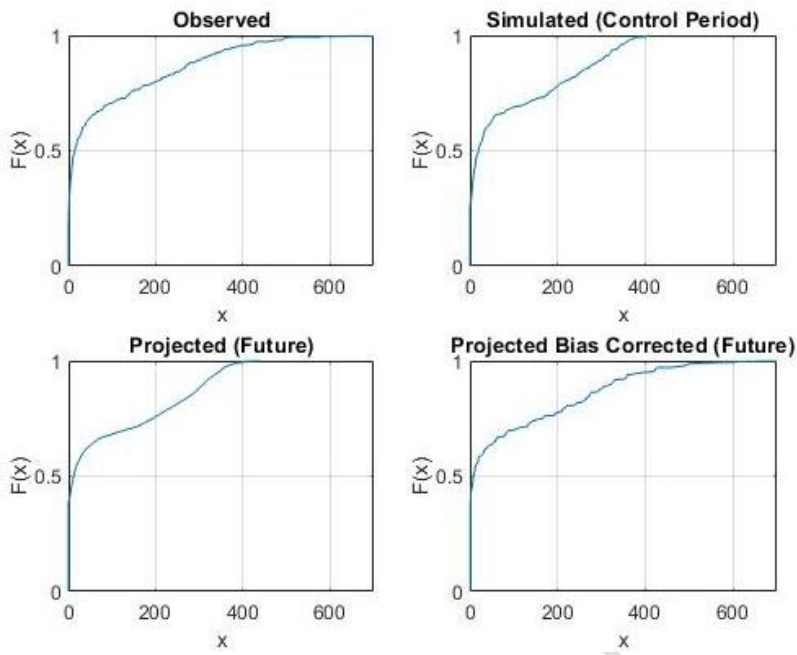 Observed
1
0.5
0
F(x)
0 200 400 600
x
Simulated (Control Period)
1
0.5
0
F(x)
0 200 400 600
x
Projected (Future)
1
0.5
0
F(x)
0 200 400 600
x
Projected Bias Corrected (Future)
1
0.5
0
F(x)
0 200 400 600
x